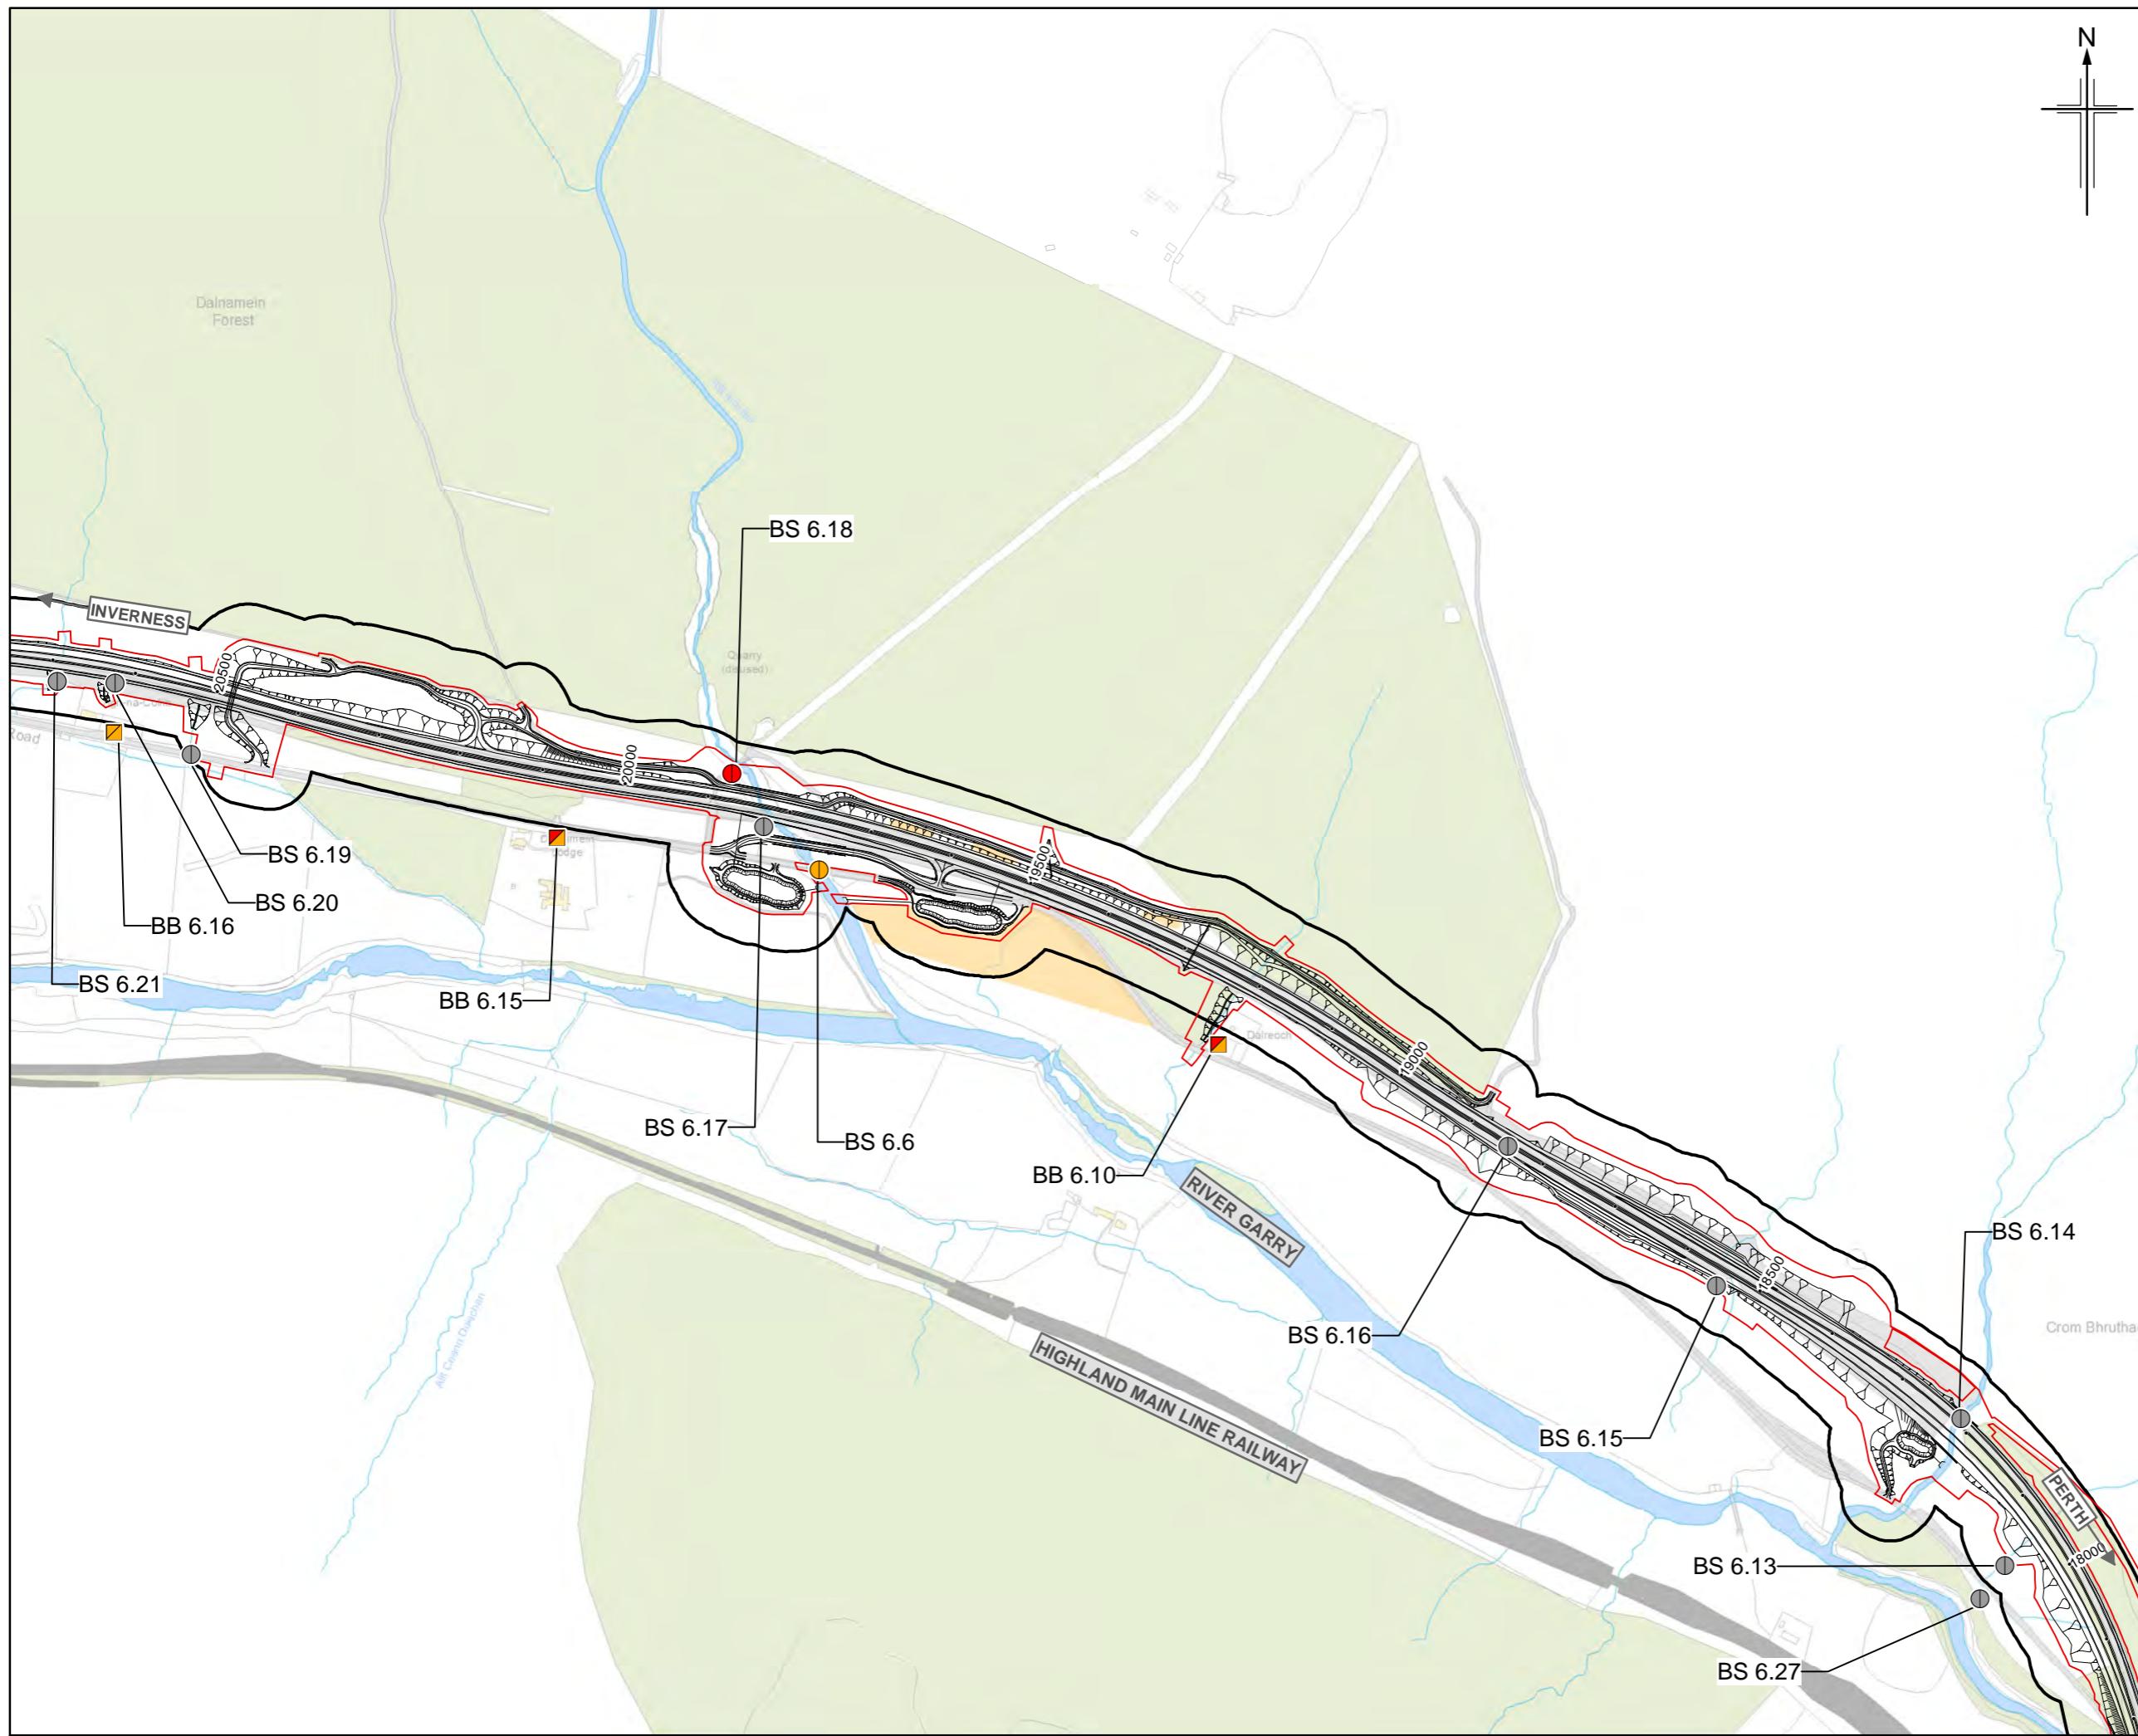 N
Dalnamein
Forest
BS 6.18
INVERNESS
20500
Quarry
(disused)
Road
20000
BS 6.19
BS 6.20
BB 6.16
BS 6.21
Lodge
BB 6.15
19500
BS 6.17
BS 6.6
Dalreoch
19000
BB 6.10
RIVER GARRY
BS 6.14
18500
BS 6.16
Crom Bhrutha
HIGHLAND MAIN LINE RAILWAY
BS 6.15
PERTH
18000
BS 6.13
BS 6.27